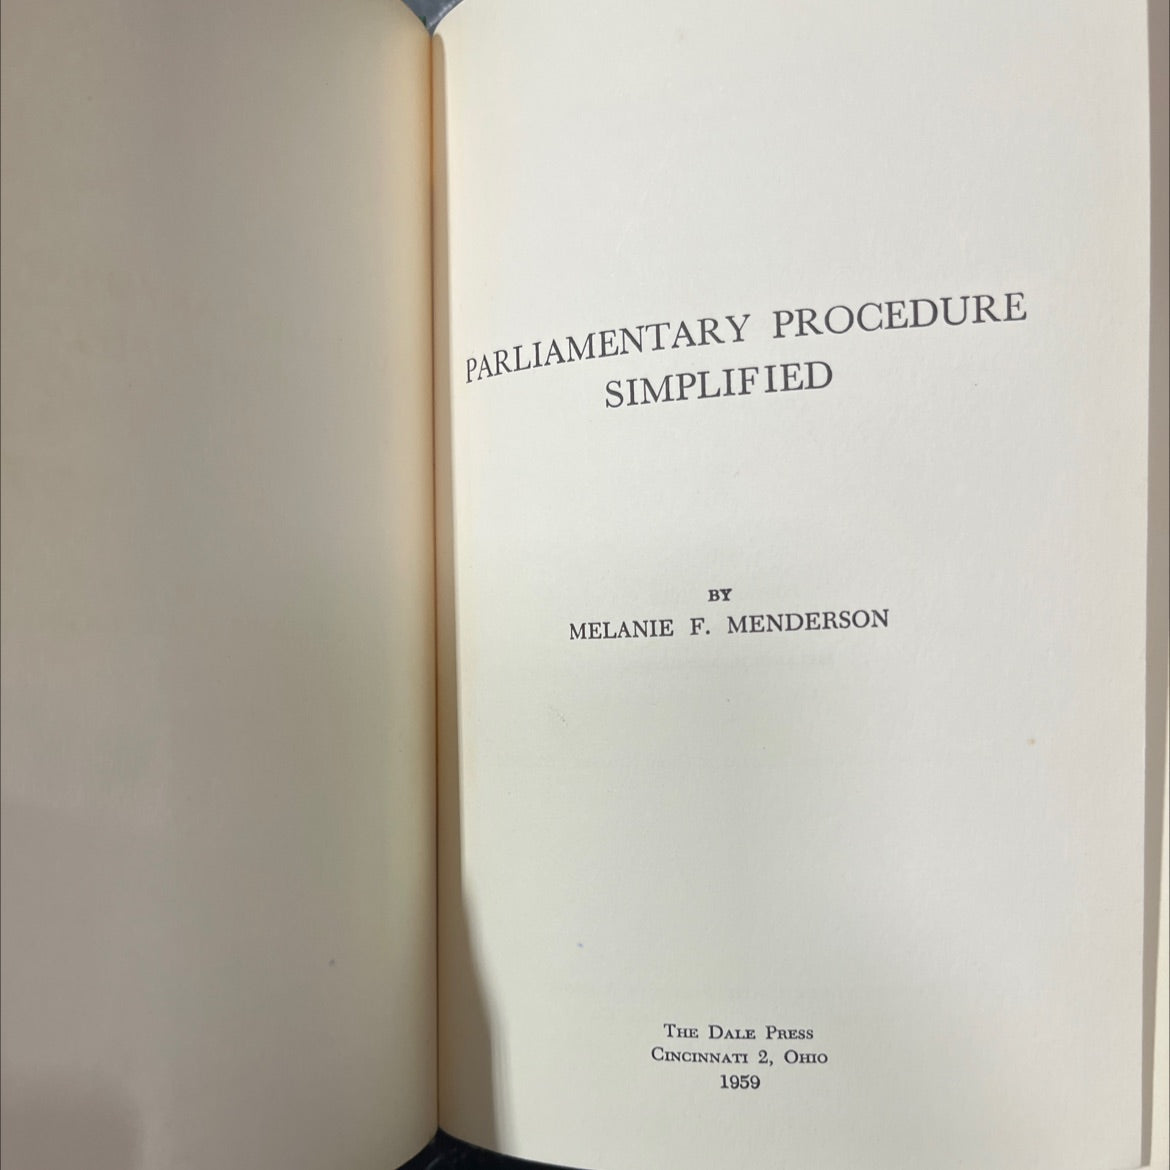 PARLIAMENTARY PROCEDURE
SIMPLIFIED
BY
MELANIE F. MENDERSON
The Dale Press
Cincinnati 2, Ohio
1959